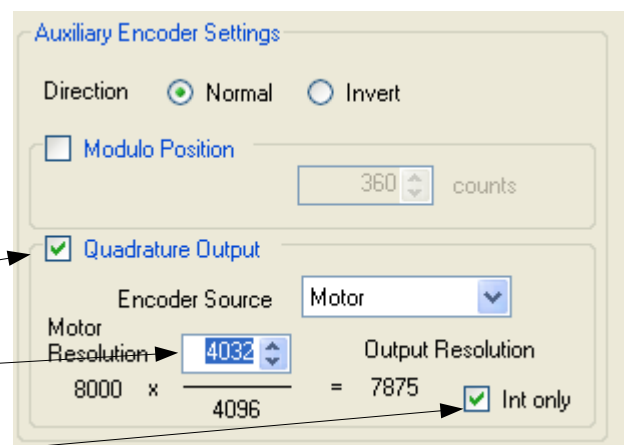 Auxiliary Encoder Settings
Direction Normal Invert
Modulo Position
360 counts
Quadrature Output
Encoder Source Motor
Motor
Resolution 4032 Output Resolution
8000 x = 7875 Int only
4096